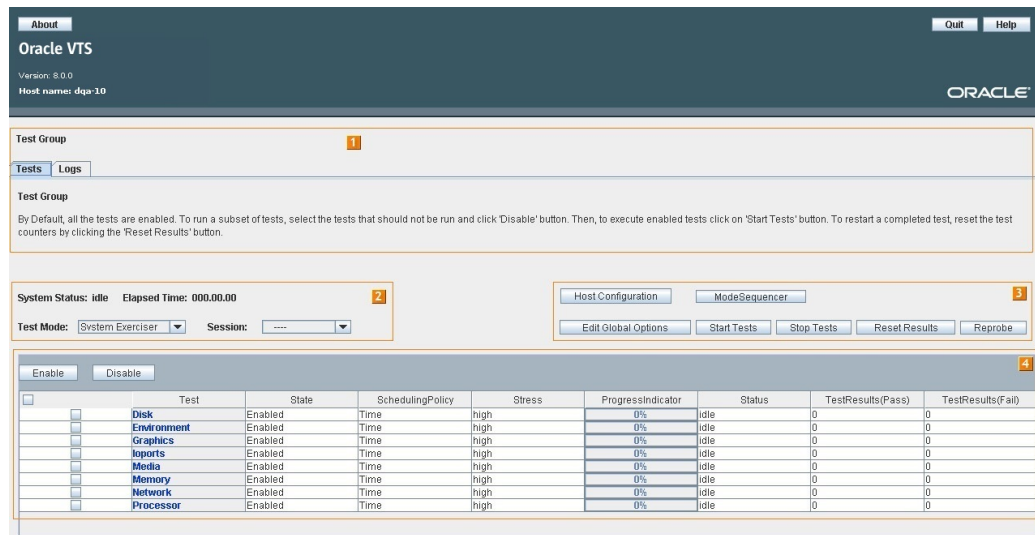 About
Quit Help
Oracle VTS
Version: 8.0.0
Host name: dqa-10
ORACLE
Test Group
1
Tests Logs
Test Group
By Default, all the tests are enabled. To run a subset of tests, select the tests that should not be run and click 'Disable' button. Then, to execute enabled tests click on 'Start Tests' button. To restart a completed test, reset the test
counters by clicking the 'Reset Results' button.
System Status: idle Elapsed Time: 000.00.00 2
Test Mode: System Exerciser Session: ----
Host Configuration ModeSequencer 3
Edit Global Options Start Tests Stop Tests Reset Results Reprobe
4
Enable Disable
Test State SchedulingPolicy Stress ProgressIndicator Status TestResults(Pass) TestResults(Fail)
Disk Enabled Time high 0% idle 0 0
Environment Enabled Time high 0% idle 0 0
Graphics Enabled Time high 0% idle 0 0
Ioports Enabled Time high 0% idle 0 0
Media Enabled Time high 0% idle 0 0
Memory Enabled Time high 0% idle 0 0
Network Enabled Time high 0% idle 0 0
Processor Enabled Time high 0% idle 0 0